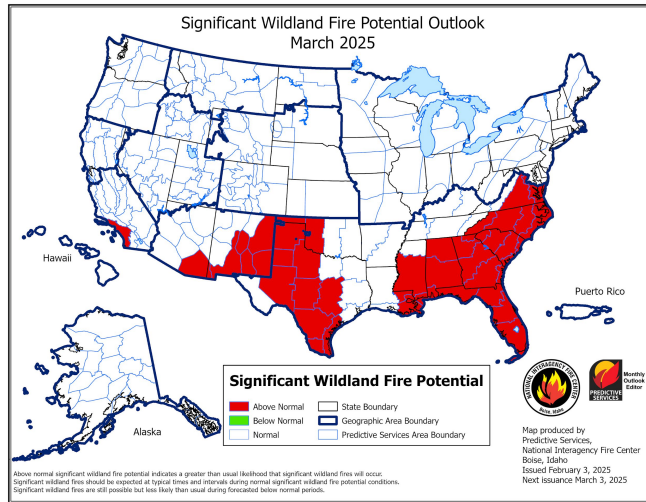 Significant Wildland Fire Potential Outlook
March 2025
Hawaii
Puerto Rico
Alaska
Significant Wildland Fire Potential
Above Normal
Below Normal
Normal
State Boundary
Geographic Area Boundary
Predictive Services Area Boundary
NATIONAL INTERAGENCY FIRE CENTER
Boise, Idaho
PREDICTIVE
SERVICES
Monthly
Outlook
Editor
Map produced by
Predictive Services,
National Interagency Fire Center
Boise, Idaho
Issued February 3, 2025
Next issuance March 3, 2025
Above normal significant wildland fire potential indicates a greater than usual likelihood that significant wildland fires will occur.
Significant wildland fires should be expected at typical times and intervals during normal significant wildland fire potential conditions.
Significant wildland fires are still possible but less likely than usual during forecasted below normal periods.